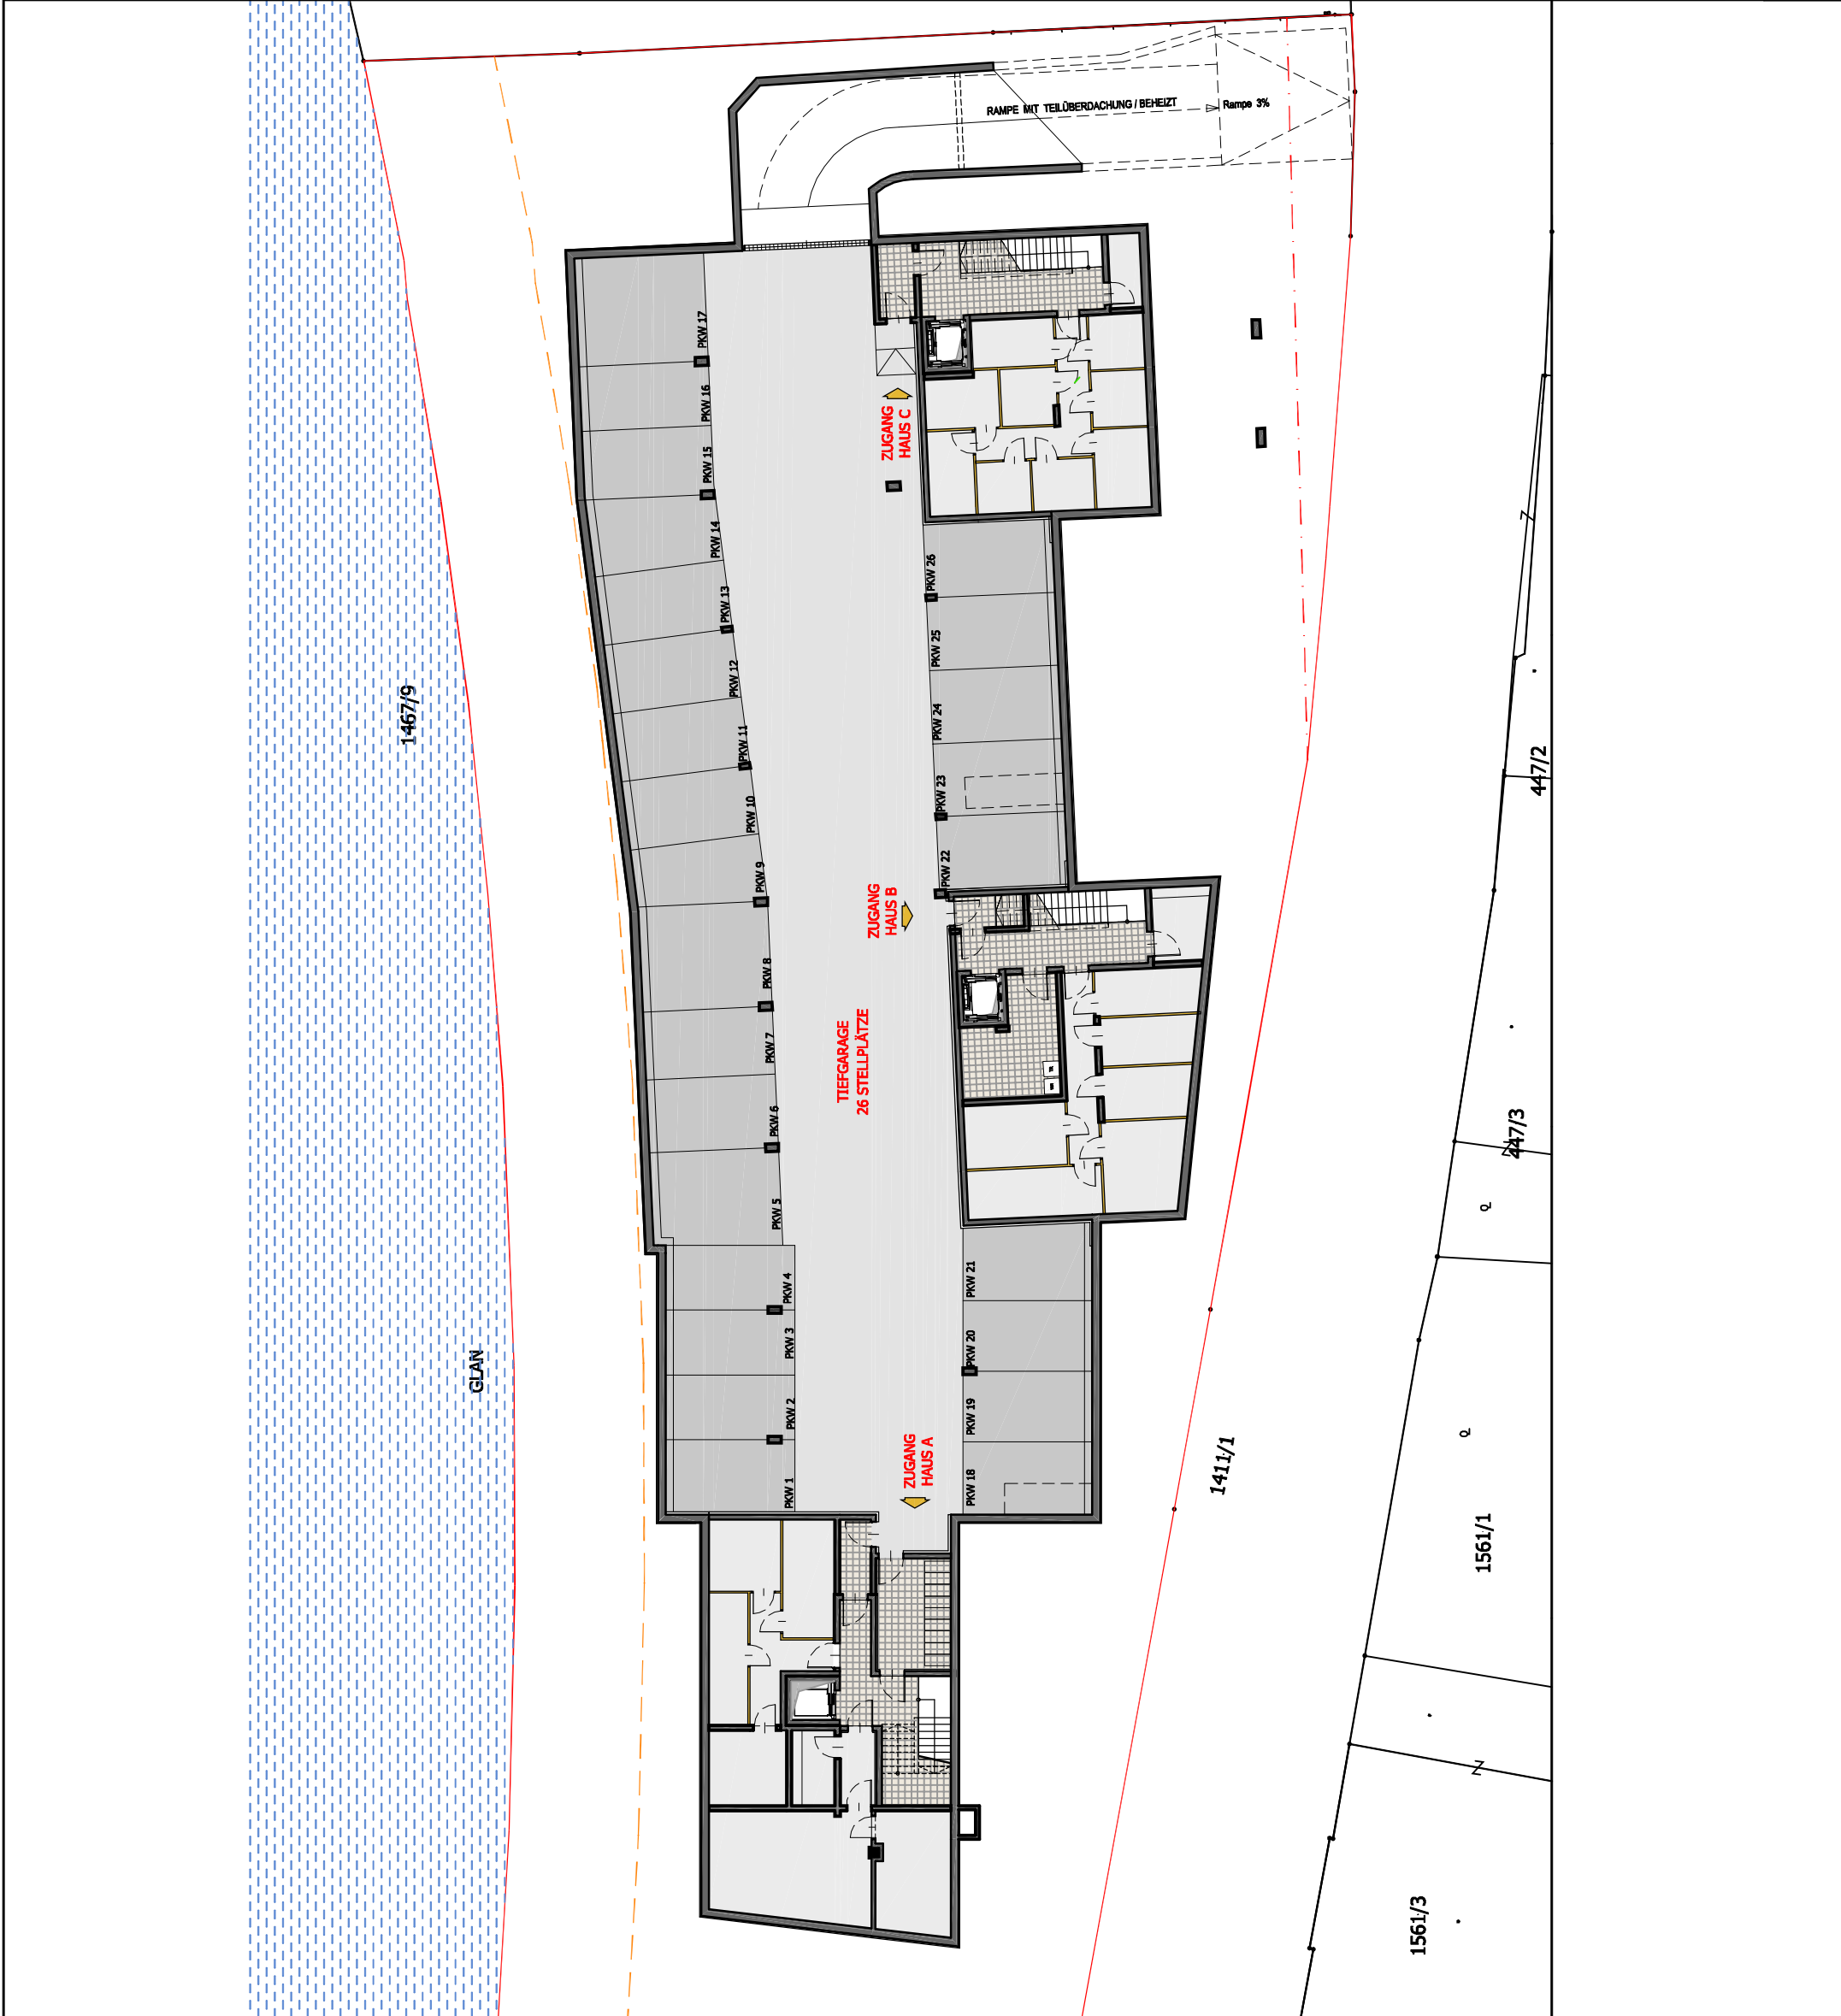 RAMPE MIT TEILÜBERDACHUNG / BEHEIZT
Rampe 3%
PKW 17
PKW 16
PKW 15
PKW 14
PKW 13
PKW 12
PKW 11
PKW 10
PKW 9
PKW 8
PKW 7
PKW 6
PKW 5
PKW 4
PKW 3
PKW 2
PKW 1
ZUGANG
HAUS C
PKW 26
PKW 25
PKW 24
PKW 23
PKW 22
ZUGANG
HAUS B
TIEFGARAGE
26 STELLPLÄTZE
PKW 21
PKW 20
PKW 19
PKW 18
ZUGANG
HAUS A
1467/9
GLAN
447/2
447/3
1411/1
1561/1
1561/3